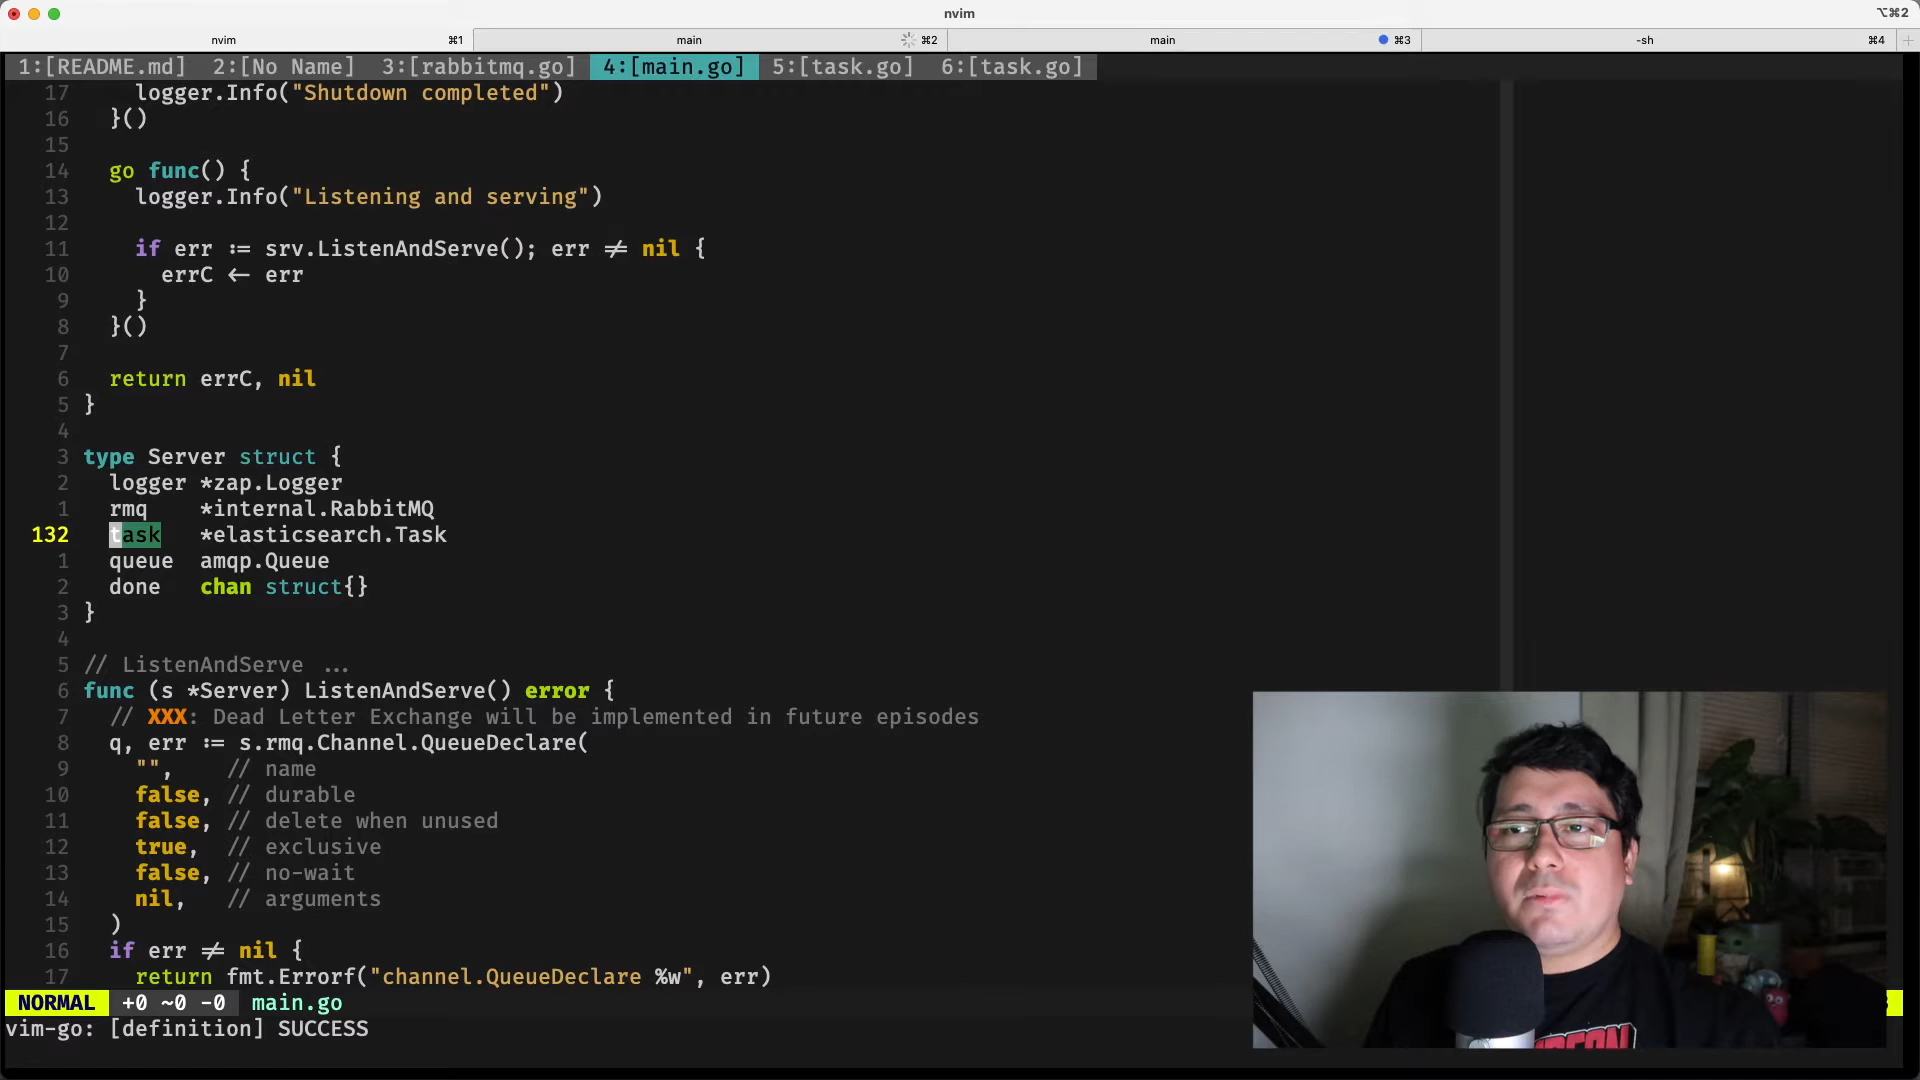 nvim
⌥⌘2
nvim ⌘1 main ⌘2 main ⌘3 -sh ⌘4
1:[README.md] 2:[No Name] 3:[rabbitmq.go] 4:[main.go] 5:[task.go] 6:[task.go]
17 logger.Info("Shutdown completed")
16 }()
15
14 go func() {
13 logger.Info("Listening and serving")
12
11 if err := srv.ListenAndServe(); err ≠ nil {
10 errC ← err
9 }
8 }()
7
6 return errC, nil
5 }
4
3 type Server struct {
2 logger *zap.Logger
1 rmq *internal.RabbitMQ
132 task *elasticsearch.Task
1 queue amqp.Queue
2 done chan struct{}
3 }
4
5 // ListenAndServe ...
6 func (s *Server) ListenAndServe() error {
7 // XXX: Dead Letter Exchange will be implemented in future episodes
8 q, err := s.rmq.Channel.QueueDeclare(
9 "", // name
10 false, // durable
11 false, // delete when unused
12 true, // exclusive
13 false, // no-wait
14 nil, // arguments
15 )
16 if err ≠ nil {
17 return fmt.Errorf("channel.QueueDeclare %w", err)
NORMAL +0 ~0 -0 main.go
vim-go: [definition] SUCCESS